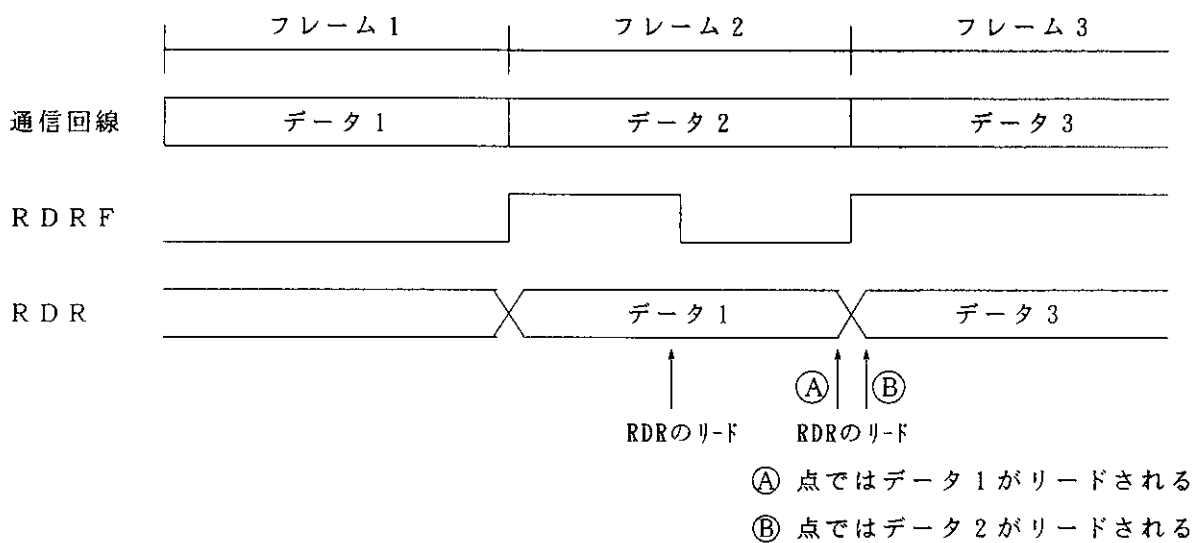 フレーム1 フレーム2 フレーム3
通信回線 データ1 データ2 データ3
RDRF
RDR データ1 データ3
Ⓐ Ⓑ
RDRのリード RDRのリード
Ⓐ 点ではデータ1がリードされる
Ⓑ 点ではデータ2がリードされる